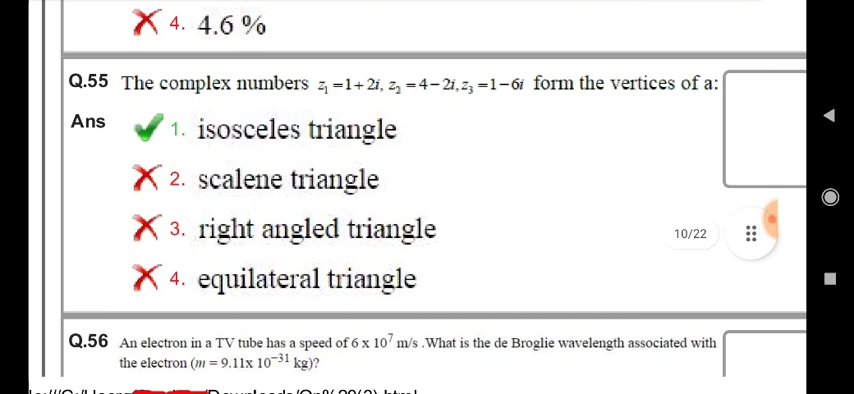 4. 4.6 %
Q.55 The complex numbers z₁ =1+2i, z₂ =4−2i, z₃ =1−6i form the vertices of a:
Ans
1. isosceles triangle
2. scalene triangle
3. right angled triangle
4. equilateral triangle
10/22
Q.56 An electron in a TV tube has a speed of 6 x 10⁷ m/s .What is the de Broglie wavelength associated with
the electron (m = 9.11x 10⁻³¹ kg)?